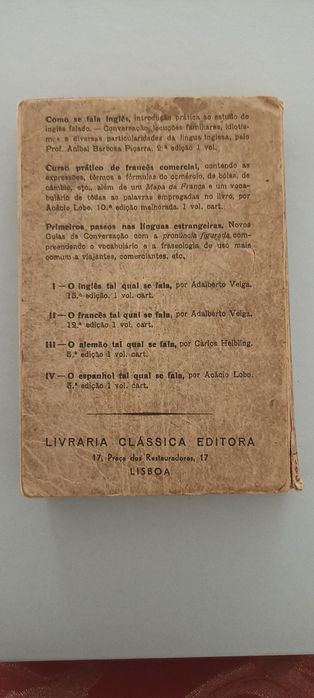 Como se fala inglês, introdução prática ao estudo do
inglês falado. — Conversação, locuções familiares, idiotis-
mos e diversas particularidades da língua inglesa, pelo
Prof. Aníbal Barbosa Piçarra. 2.ª edição 1 vol.
Curso prático de francês comercial, contendo as
expressões, têrmos e fórmulas do comércio, de bolsa, de
câmbio, etc., além de um Mapa da França e um voca-
bulário de tôdas as palavras empregadas no livro, por
Acácio Lobo. 10.ª edição melhorada. 1 vol. cart.
Primeiros passos nas línguas estrangeiras. Novos
Guias de Conversação com a pronúncia figurada com-
preendendo o vocabulário e a fraseologia de uso mais
comum a viajantes, comerciantes, etc.
I — O inglês tal qual se fala, por Adalberto Veiga.
15.ª edição. 1 vol. cart.
II — O francês tal qual se fala, por Adalberto Veiga.
12.ª edição 1 vol. cart.
III — O alemão tal qual se fala, por Carlos Helbling.
5.ª edição 1 vol. cart.
IV — O espanhol tal qual se fala, por Acácio Lobo.
5.ª edição 1 vol. cart.
LIVRARIA CLÁSSICA EDITORA
17, Praça dos Restauradores, 17
LISBOA